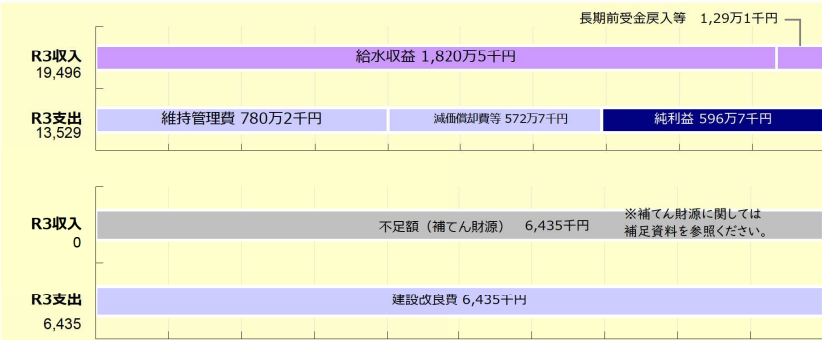 長期前受金戻入等　1,29万1千円
R3収入
19,496
給水収益 1,820万5千円
R3支出
13,529
維持管理費 780万2千円
減価償却費等 572万7千円
純利益 596万7千円
R3収入
0
不足額（補てん財源）　6,435千円
※補てん財源に関しては
補足資料を参照ください。
R3支出
6,435
建設改良費 6,435千円